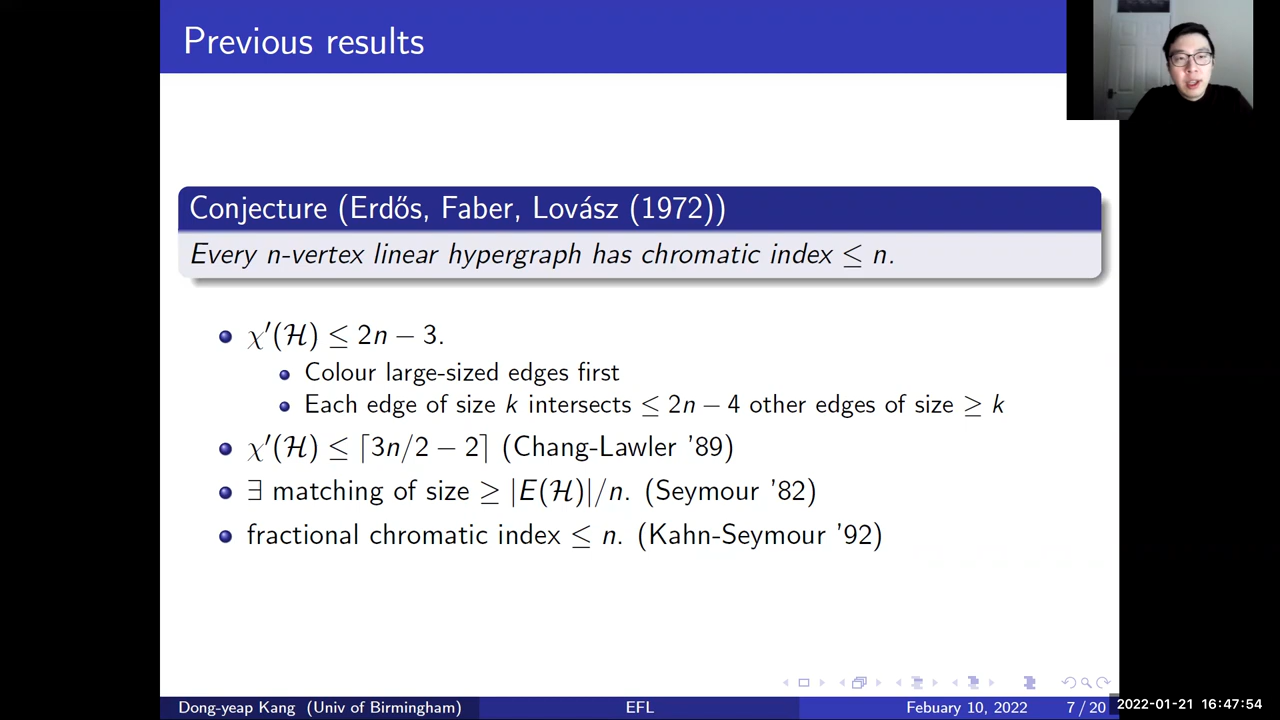 Previous results
Conjecture (Erdős, Faber, Lovász (1972))
Every n-vertex linear hypergraph has chromatic index ≤ n.
χ′(ℋ) ≤ 2n − 3.
Colour large-sized edges first
Each edge of size k intersects ≤ 2n − 4 other edges of size ≥ k
χ′(ℋ) ≤ ⌈3n/2 − 2⌉ (Chang-Lawler ’89)
∃ matching of size ≥ |E(ℋ)|/n. (Seymour ’82)
fractional chromatic index ≤ n. (Kahn-Seymour ’92)
Dong-yeap Kang (Univ of Birmingham) EFL Febuary 10, 2022 7 / 20
2022-01-21 16:47:54